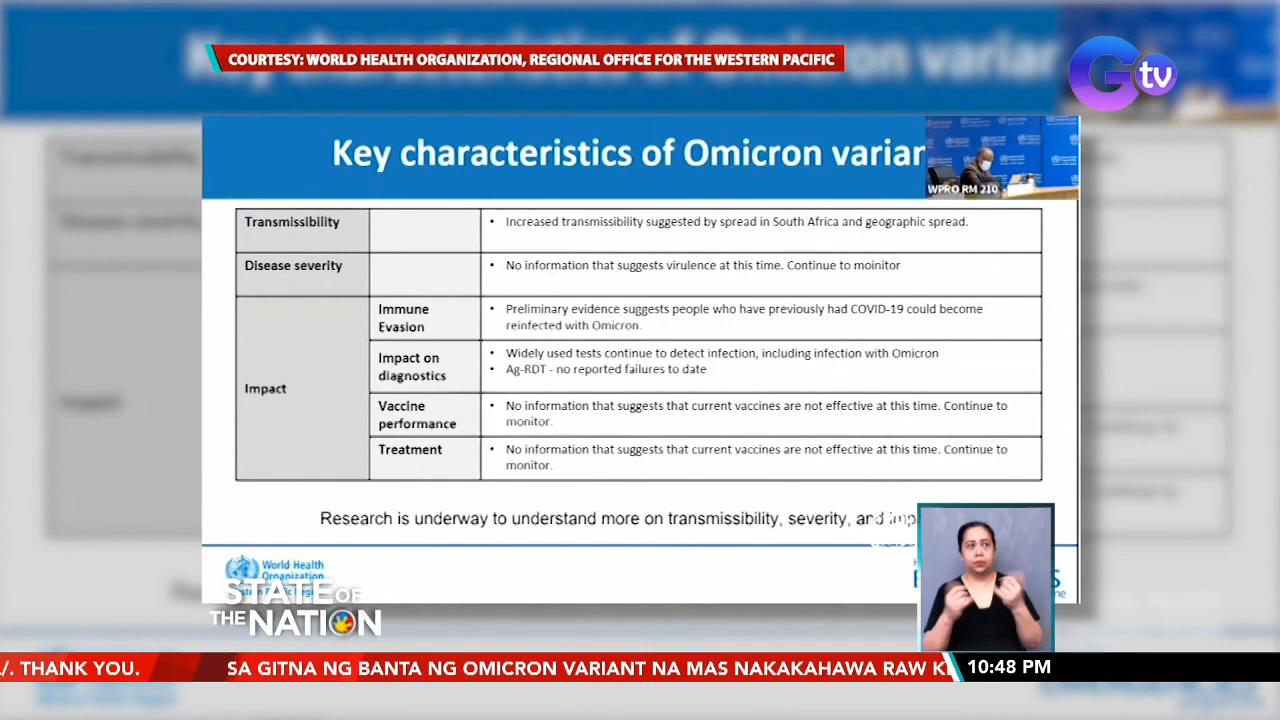 COURTESY: WORLD HEALTH ORGANIZATION, REGIONAL OFFICE FOR THE WESTERN PACIFIC
Gtv
Key characteristics of Omicron varian
WPRO RM 210
Transmissibility
• Increased transmissibility suggested by spread in South Africa and geographic spread.
Disease severity
• No information that suggests virulence at this time. Continue to moinitor
Impact
Immune
Evasion
• Preliminary evidence suggests people who have previously had COVID-19 could become
reinfected with Omicron.
Impact on
diagnostics
• Widely used tests continue to detect infection, including infection with Omicron
• Ag-RDT - no reported failures to date
Vaccine
performance
• No information that suggests that current vaccines are not effective at this time. Continue to
monitor.
Treatment
• No information that suggests that current vaccines are not effective at this time. Continue to
monitor.
Research is underway to understand more on transmissibility, severity, and imp
World Health
Organization
STATE OF
THE NATION
/. THANK YOU.
SA GITNA NG BANTA NG OMICRON VARIANT NA MAS NAKAKAHAWA RAW
10:48 PM